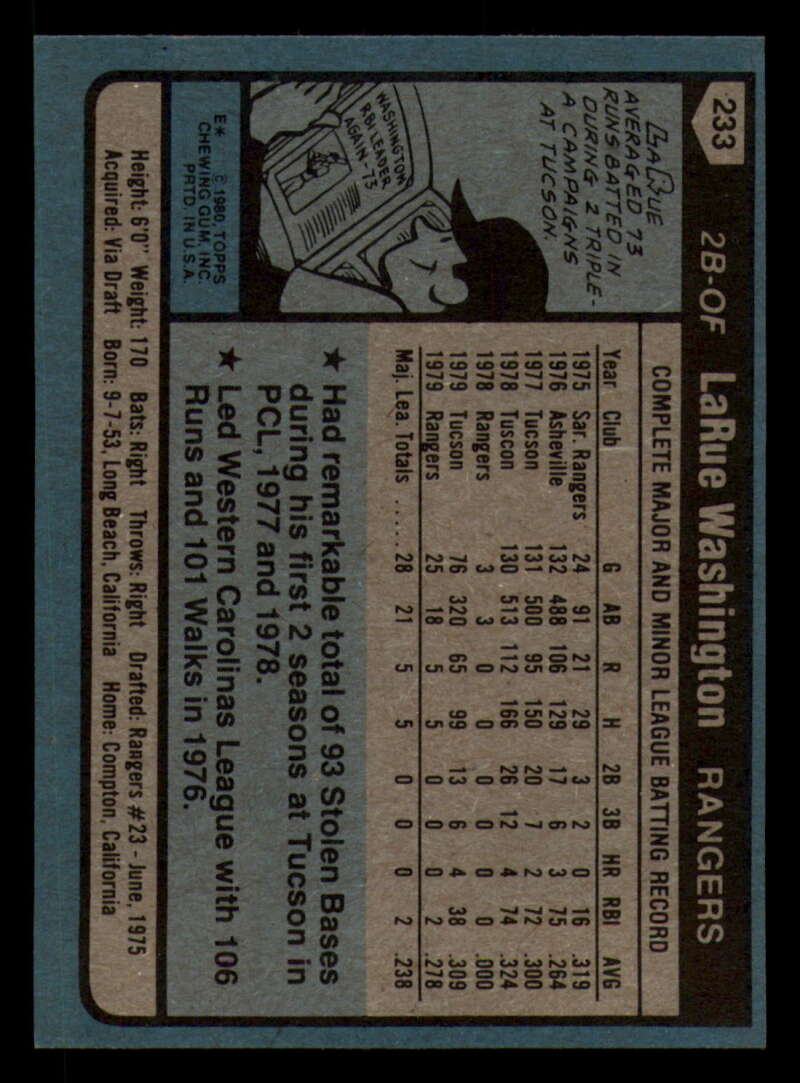 233
2B-OF LaRue Washington RANGERS
LaRUE
AVERAGED 73
RUNS BATTED IN
DURING 2 TRIPLE-
A CAMPAIGNS
AT TUCSON.
WASHINGTON
RBI LEADER
AGAIN-73
E* © 1980, TOPPS
CHEWING GUM, INC.
PRTD. IN U.S.A.
COMPLETE MAJOR AND MINOR LEAGUE BATTING RECORD
Year Club G AB R H 2B 3B HR RBI AVG
1975 Sar. Rangers 24 91 21 29 3 2 0 16 .319
1976 Asheville 132 488 106 129 17 6 3 75 .264
1977 Tucson 131 500 95 150 20 7 2 72 .300
1978 Tuscon 130 513 112 166 26 12 4 74 .324
1978 Rangers 3 3 0 0 0 0 0 0 .000
1979 Tucson 76 320 65 99 13 6 4 38 .309
1979 Rangers 25 18 5 5 0 0 0 2 .278
Maj. Lea. Totals ..... 28 21 5 5 0 0 0 2 .238
★ Had remarkable total of 93 Stolen Bases
during his first 2 seasons at Tucson in
PCL, 1977 and 1978.
★ Led Western Carolinas League with 106
Runs and 101 Walks in 1976.
Height: 6'0" Weight: 170 Bats: Right Throws: Right Drafted: Rangers #23 - June, 1975
Acquired: Via Draft Born: 9-7-53, Long Beach, California Home: Compton, California